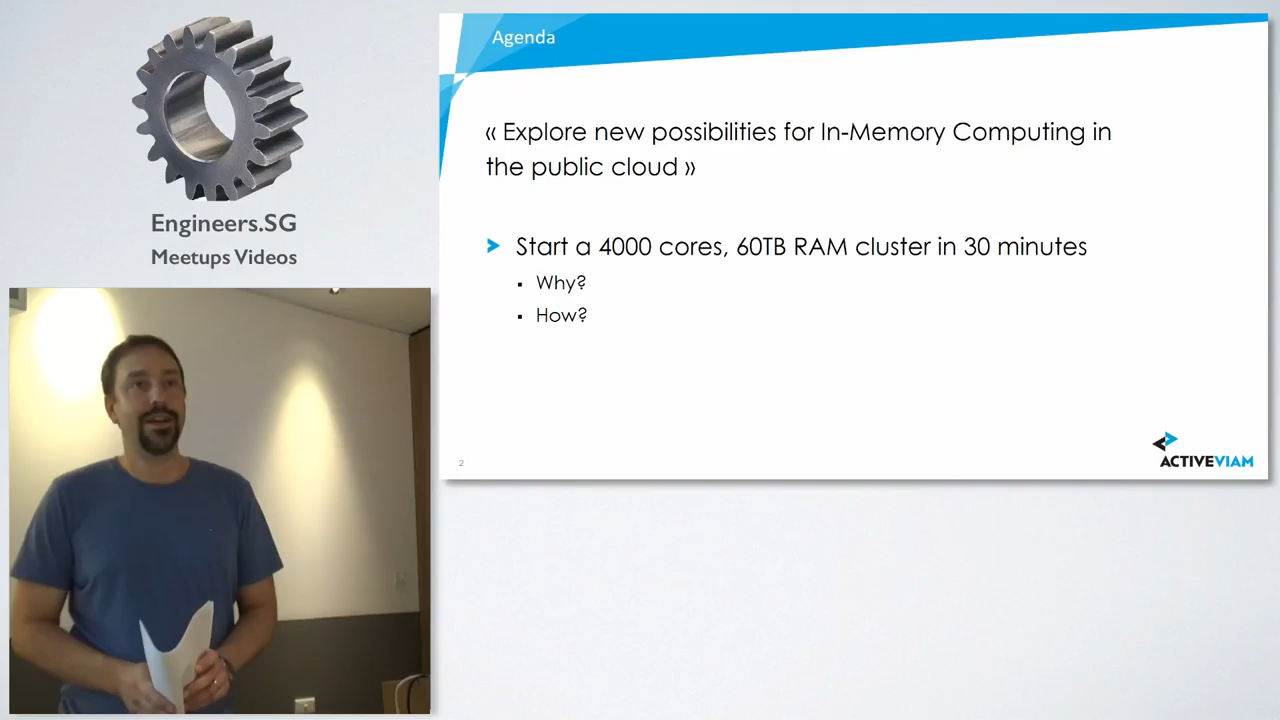 Engineers.SG
Meetups Videos
Agenda
« Explore new possibilities for In-Memory Computing in
the public cloud »
➤ Start a 4000 cores, 60TB RAM cluster in 30 minutes
▪ Why?
▪ How?
2
ACTIVEVIAM